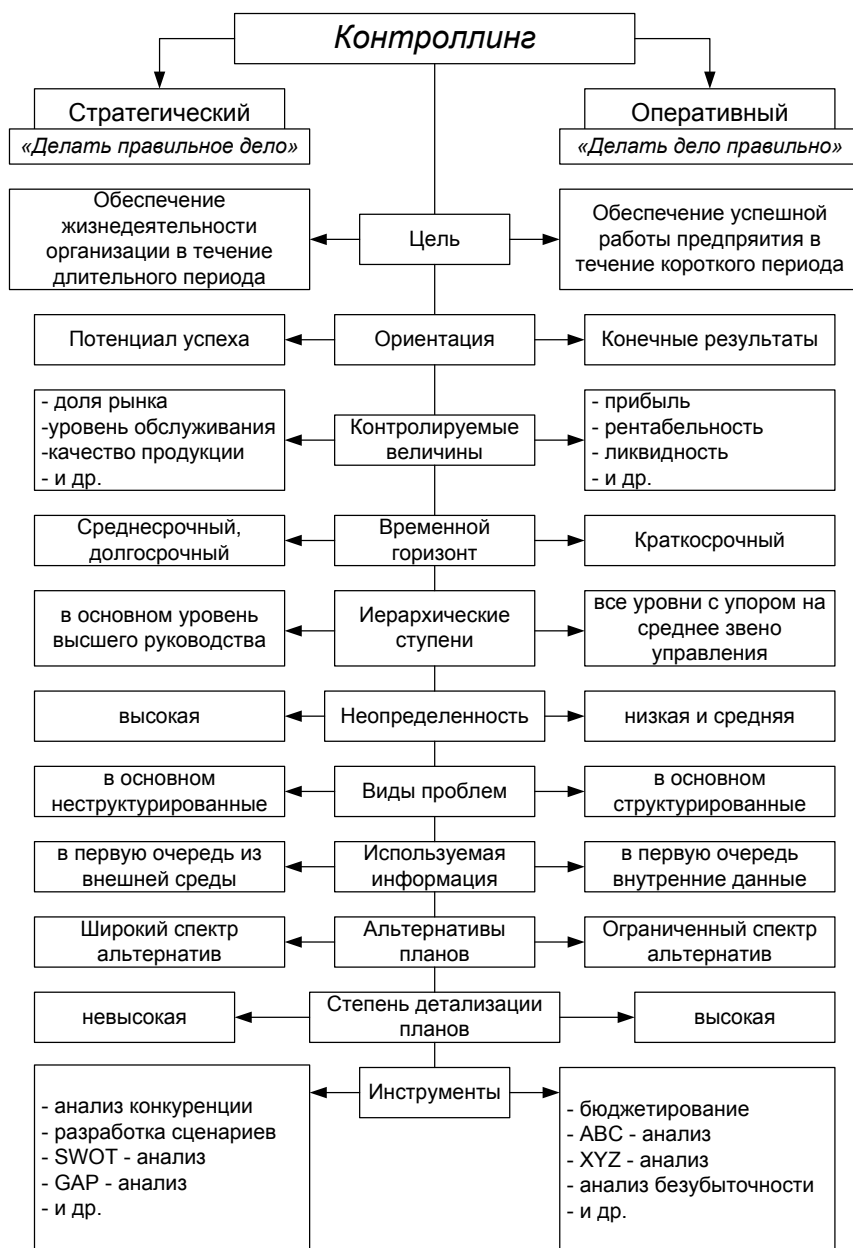 Контроллинг
Стратегический
Оперативный
«Делать правильное дело»
«Делать дело правильно»
Обеспечение
жизнедеятельности
организации в течение
длительного периода
Цель
Обеспечение успешной
работы предпряития в
течение короткого периода
Потенциал успеха
Ориентация
Конечные результаты
- доля рынка
-уровень обслуживания
-качество продукции
- и др.
Контролируемые
величины
- прибыль
- рентабельность
- ликвидность
- и др.
Среднесрочный,
долгосрочный
Временной
горизонт
Краткосрочный
в основном уровень
высшего руководства
Иерархические
ступени
все уровни с упором на
среднее звено
управления
высокая
Неопределенность
низкая и средняя
в основном
неструктурированные
Виды проблем
в основном
структурированные
в первую очередь из
внешней среды
Используемая
информация
в первую очередь
внутренние данные
Широкий спектр
альтернатив
Альтернативы
планов
Ограниченный спектр
альтернатив
невысокая
Степень детализации
планов
высокая
- анализ конкуренции
- разработка сценариев
- SWOT - анализ
- GAP - анализ
- и др.
Инструменты
- бюджетирование
- ABC - анализ
- XYZ - анализ
- анализ безубыточности
- и др.